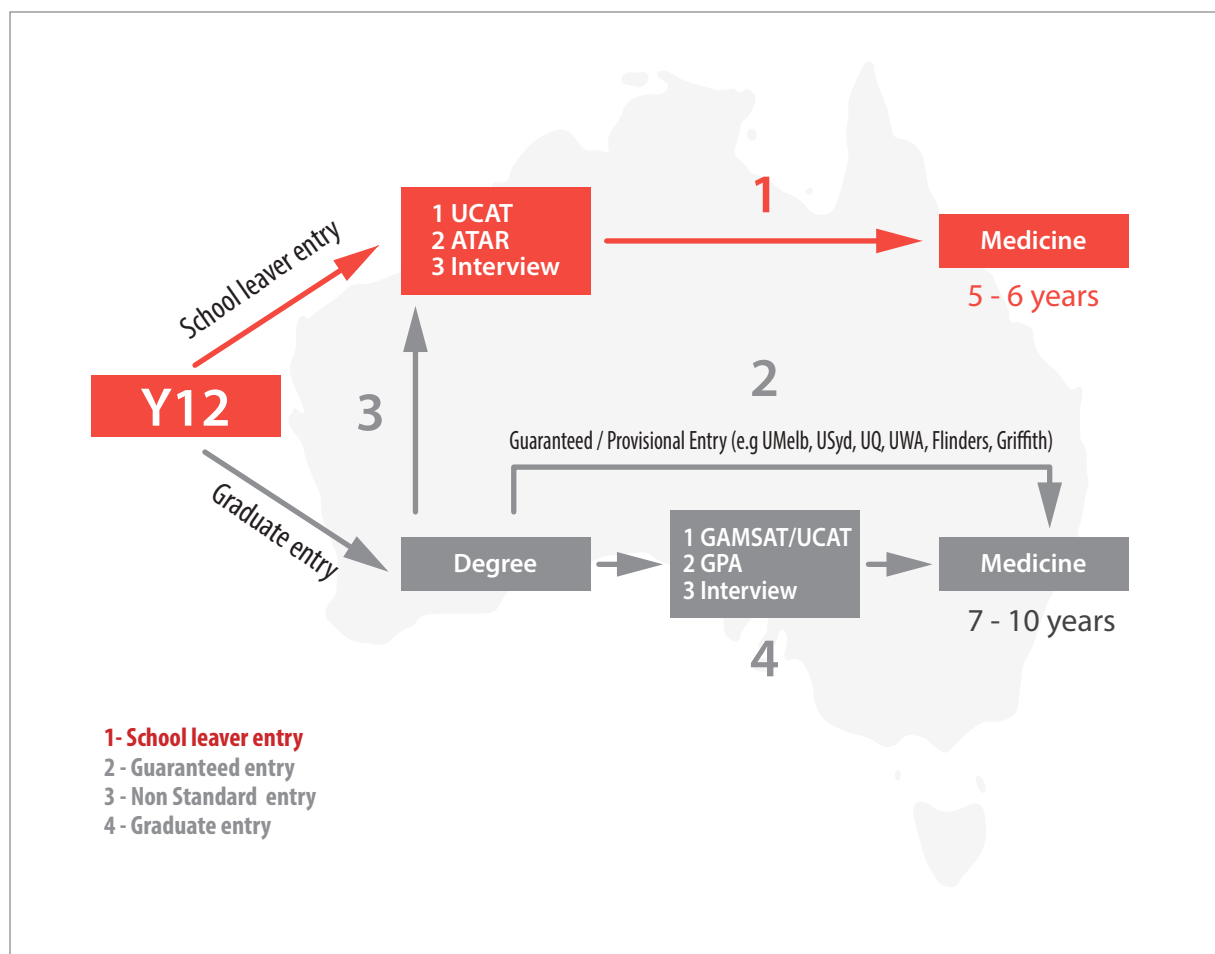 1
1 UCAT
2 ATAR
3 Interview
Medicine
School leaver entry
5 - 6 years
2
Y12
3
Guaranteed / Provisional Entry (e.g UMelb, USyd, UQ, UWA, Flinders, Griffith)
Graduate entry
1 GAMSAT/UCAT
2 GPA
3 Interview
Degree
Medicine
7 - 10 years
4
1- School leaver entry
2 - Guaranteed entry
3 - Non Standard entry
4 - Graduate entry